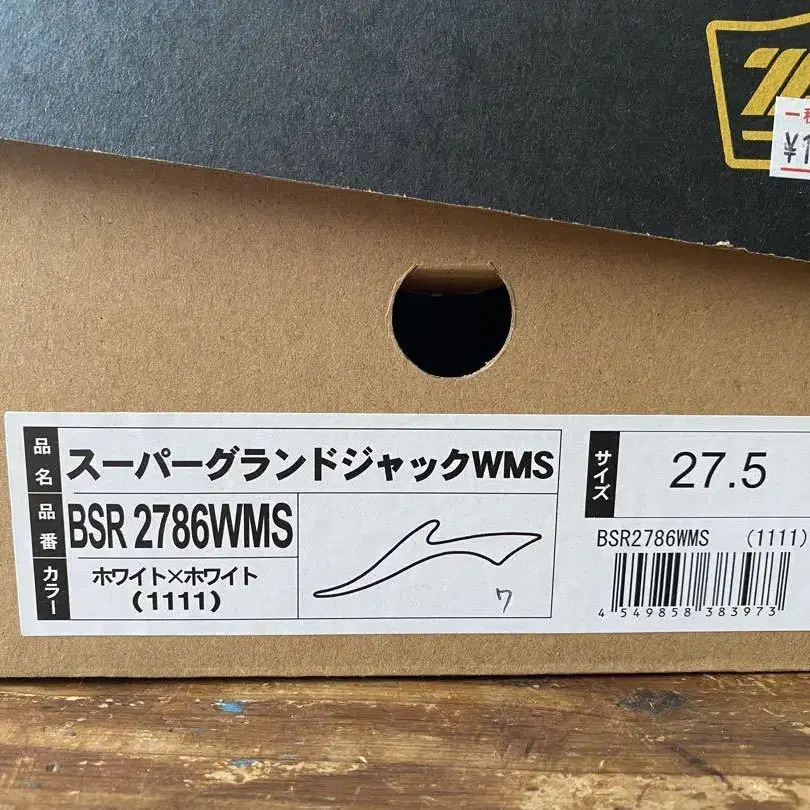 ¥1
品名
スーパーグランドジャックWMS
品番
BSR 2786WMS
カラー
ホワイト×ホワイト
(1111)
ワ
サイズ
27.5
BSR2786WMS (1111)
4 549858 383973